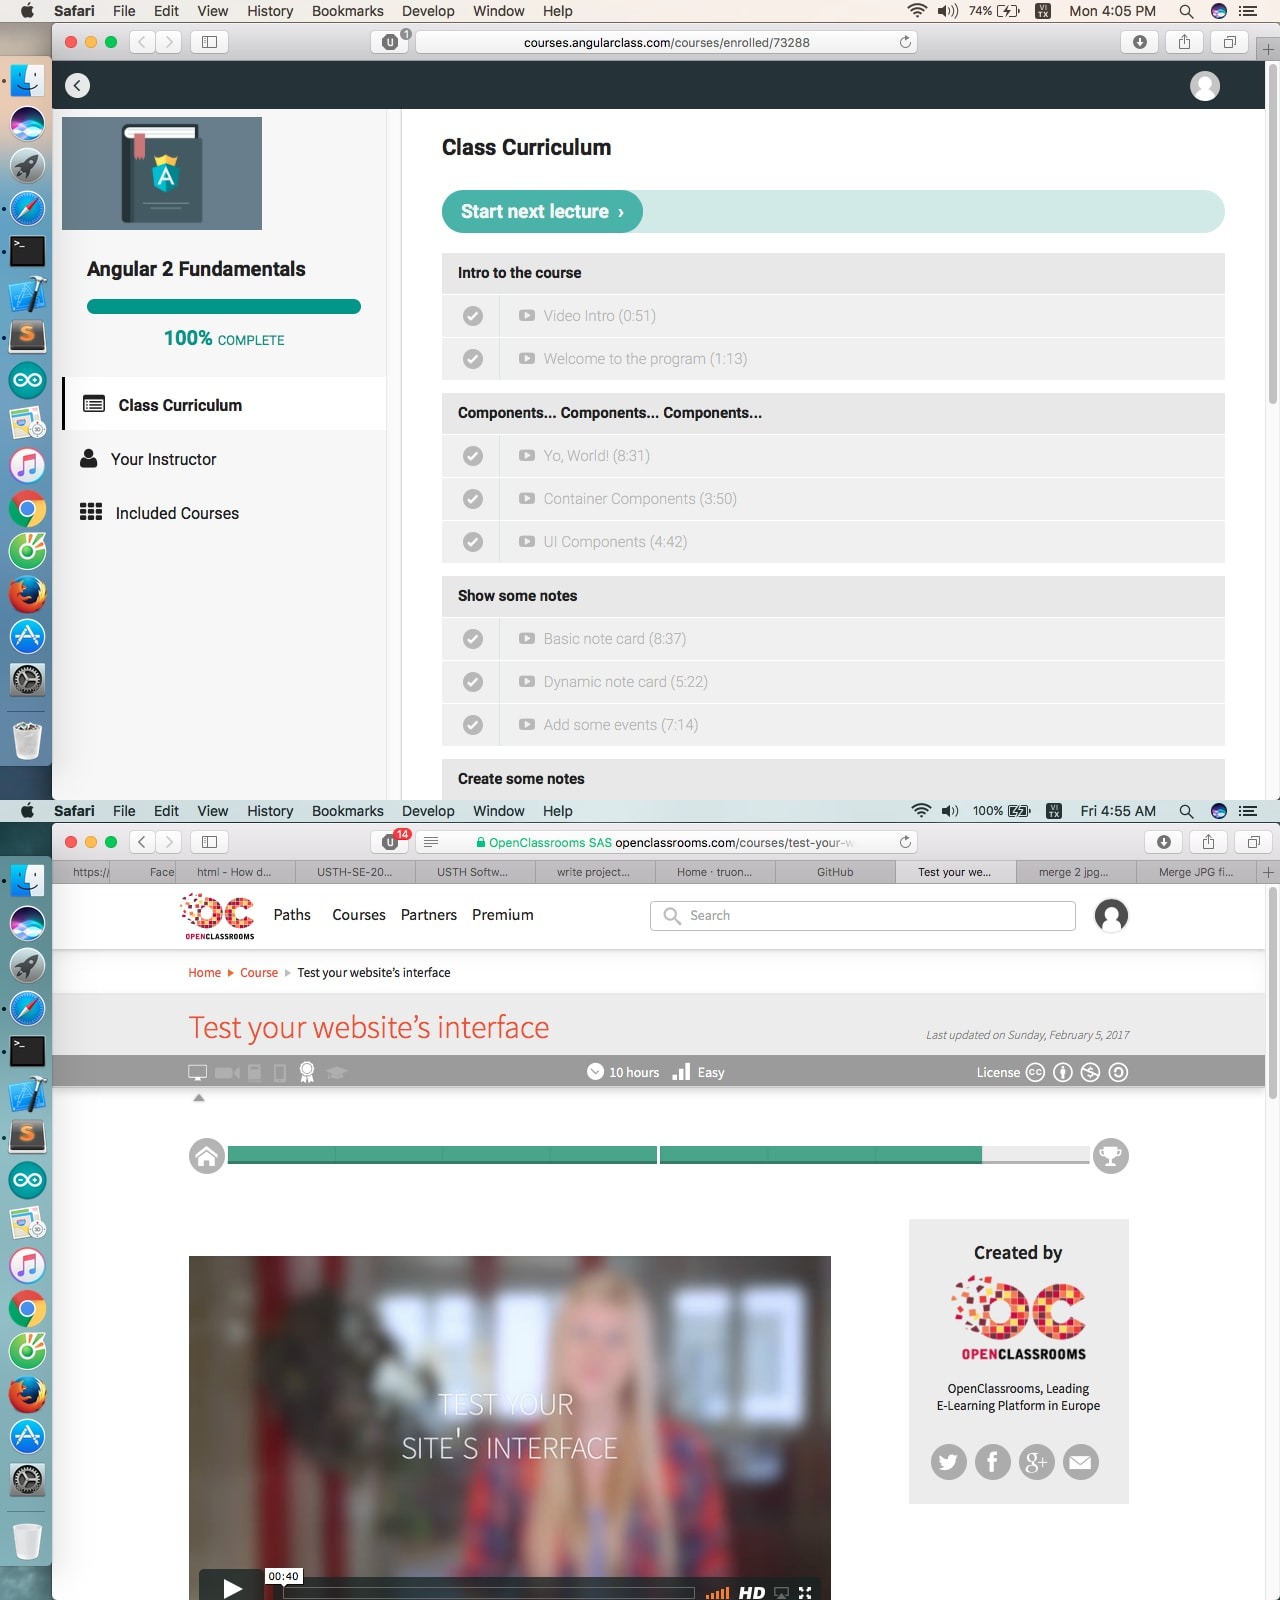 Safari File Edit View History Bookmarks Develop Window Help 74% VI TX Mon 4:05 PM
U 1 courses.angularclass.com/courses/enrolled/73288
A
Angular 2 Fundamentals
100% COMPLETE
Class Curriculum
Your Instructor
Included Courses
Class Curriculum
Start next lecture ›
Intro to the course
Video Intro (0:51)
Welcome to the program (1:13)
Components... Components... Components...
Yo, World! (8:31)
Container Components (3:50)
UI Components (4:42)
Show some notes
Basic note card (8:37)
Dynamic note card (5:22)
Add some events (7:14)
Create some notes
Safari File Edit View History Bookmarks Develop Window Help 100% VI TX Fri 4:55 AM
U 14 OpenClassrooms SAS openclassrooms.com/courses/test-your-w
https:/ Face html - How d... USTH-SE-20... USTH Softw... write project... Home · truon... GitHub Test your we... merge 2 jpg... Merge JPG fi...
OC
OPENCLASSROOMS
Paths Courses Partners Premium Search
Home Course Test your website's interface
Test your website's interface
Last updated on Sunday, February 5, 2017
10 hours Easy License cc
TEST YOUR
SITE'S INTERFACE
00:40
HD
Created by
OC
OPENCLASSROOMS
OpenClassrooms, Leading
E-Learning Platform in Europe
g+